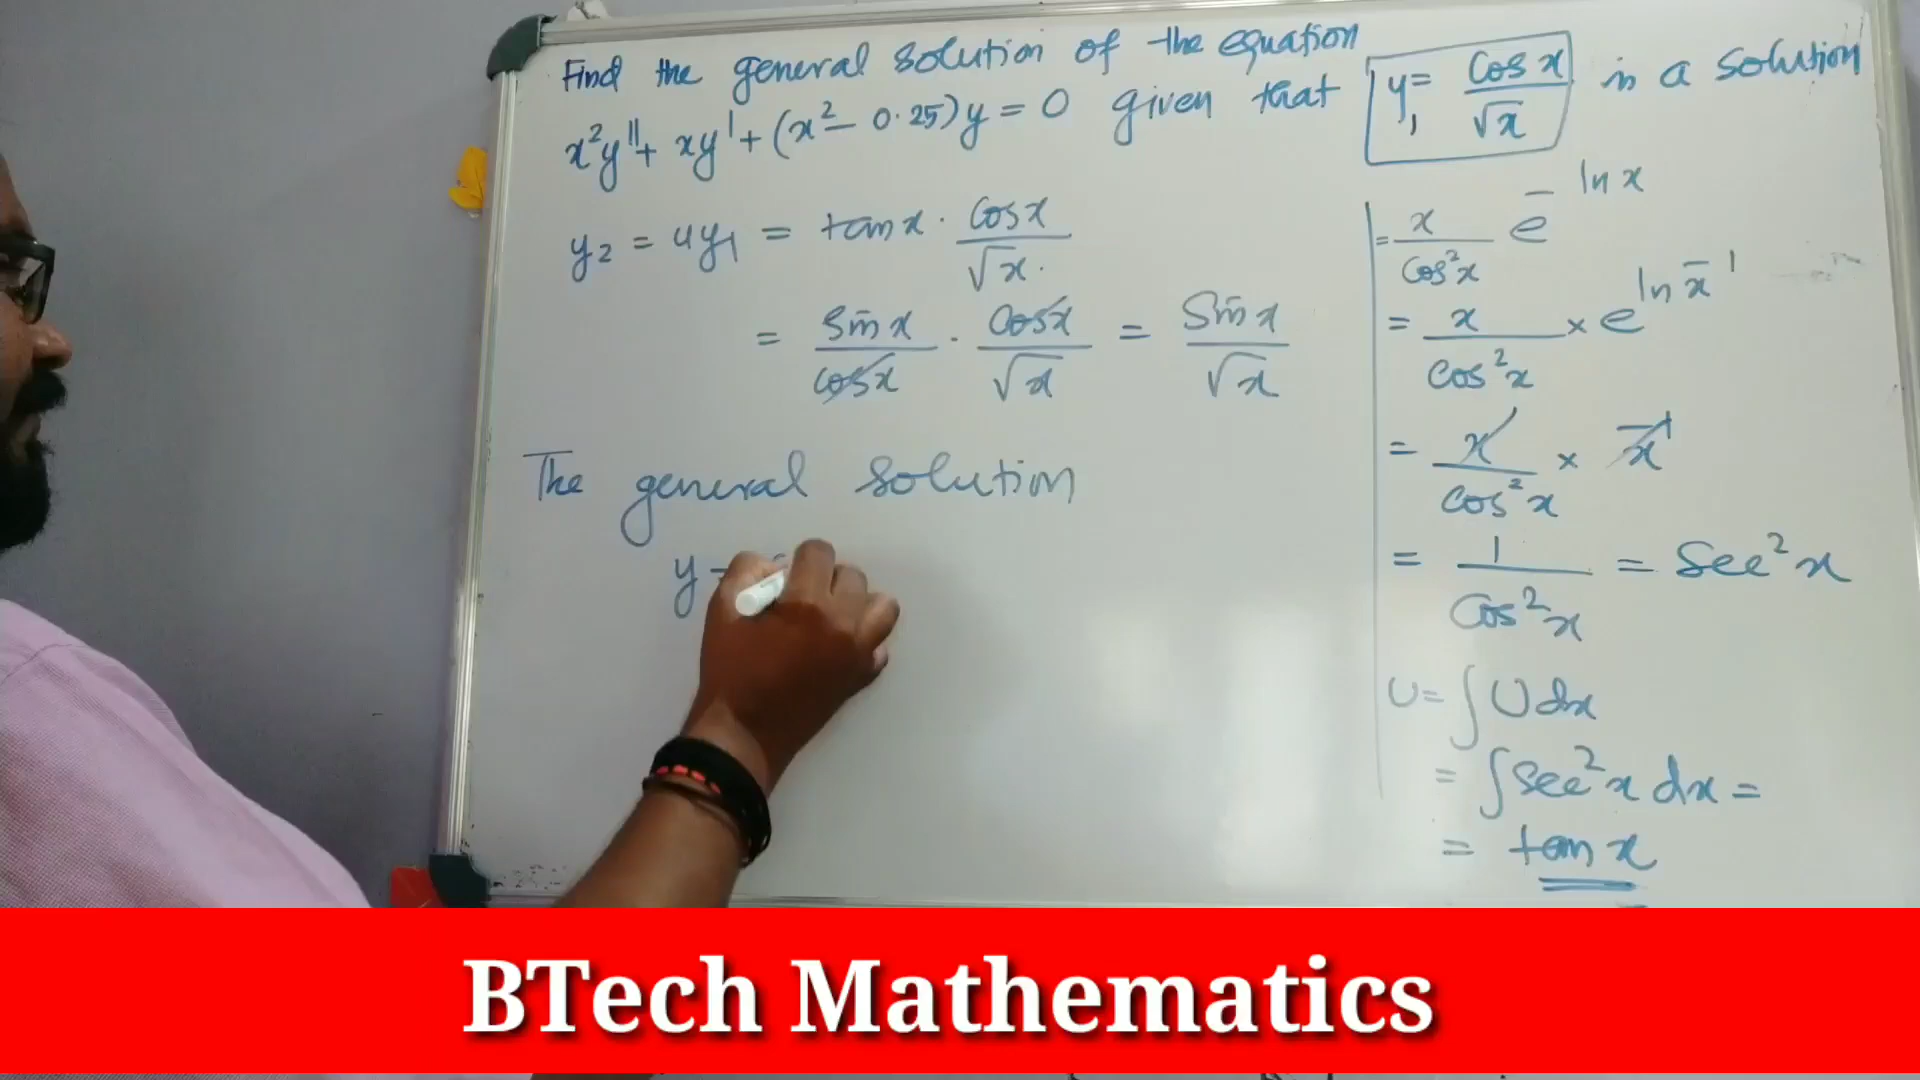 Find the general solution of the equation
x²y'' + xy' + (x² − 0.25)y = 0 given that y₁ = cos x / √x is a solution
y₂ = uy₁ = tan x · cos x / √x.
= sin x / cos x · cos x / √x = sin x / √x
The general solution
y =
= x / cos²x e^− ln x
= x / cos²x × e^ln x^−1
= x / cos²x × x^−1
= 1 / cos²x = sec²x
U = ∫ U dx
= ∫ sec²x dx =
= tan x
BTech Mathematics